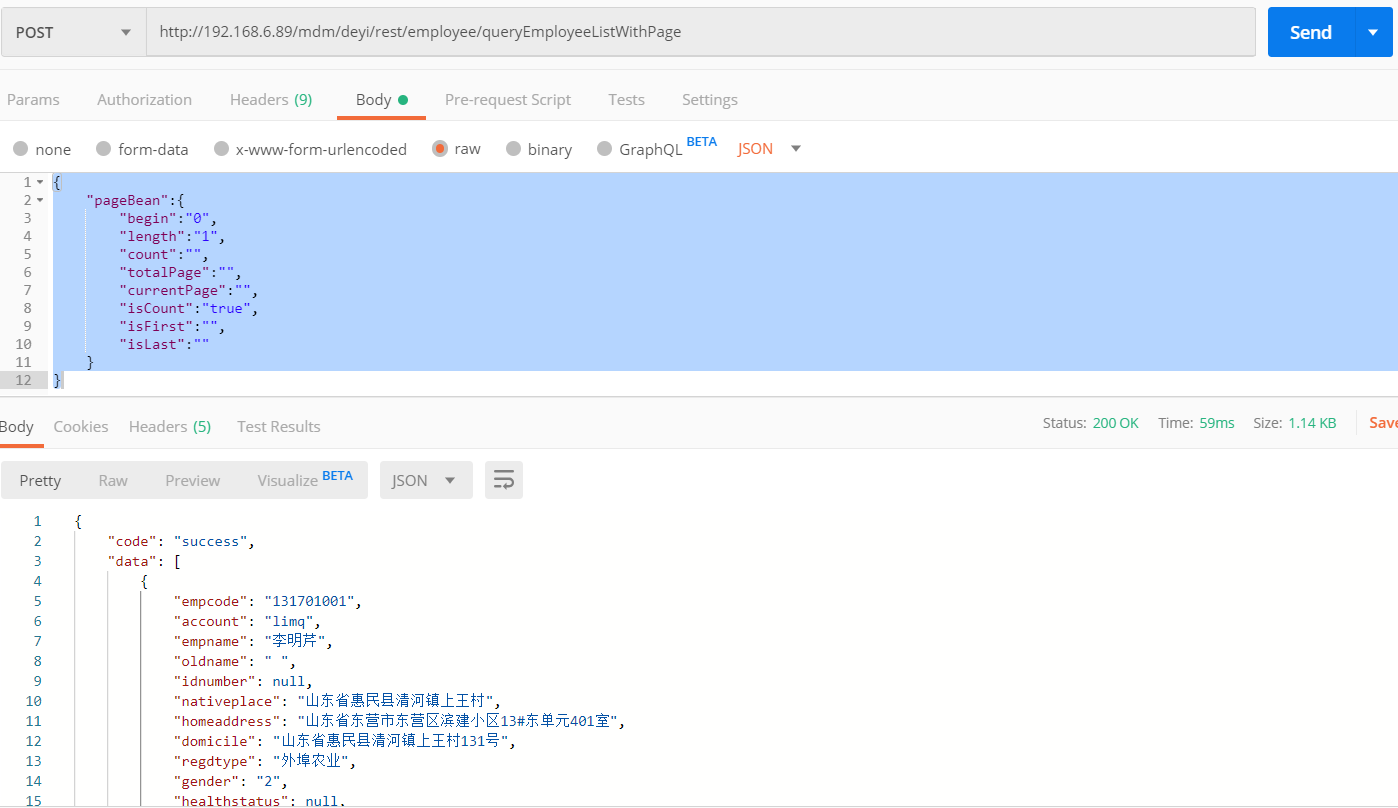 POST http://192.168.6.89/mdm/deyi/rest/employee/queryEmployeeListWithPage Send
Params Authorization Headers (9) Body Pre-request Script Tests Settings
none form-data x-www-form-urlencoded raw binary GraphQL BETA JSON
1 {
2 "pageBean":{
3 "begin":"0",
4 "length":"1",
5 "count":"",
6 "totalPage":"",
7 "currentPage":"",
8 "isCount":"true",
9 "isFirst":"",
10 "isLast":""
11 }
12 }
Body Cookies Headers (5) Test Results Status: 200 OK Time: 59ms Size: 1.14 KB Save
Pretty Raw Preview Visualize BETA JSON
1 {
2 "code": "success",
3 "data": [
4 {
5 "empcode": "131701001",
6 "account": "limq",
7 "empname": "李明芹",
8 "oldname": " ",
9 "idnumber": null,
10 "nativeplace": "山东省惠民县清河镇上王村",
11 "homeaddress": "山东省东营市东营区滨建小区13#东单元401室",
12 "domicile": "山东省惠民县清河镇上王村131号",
13 "regdtype": "外埠农业",
14 "gender": "2",
15 "healthstatus": null,